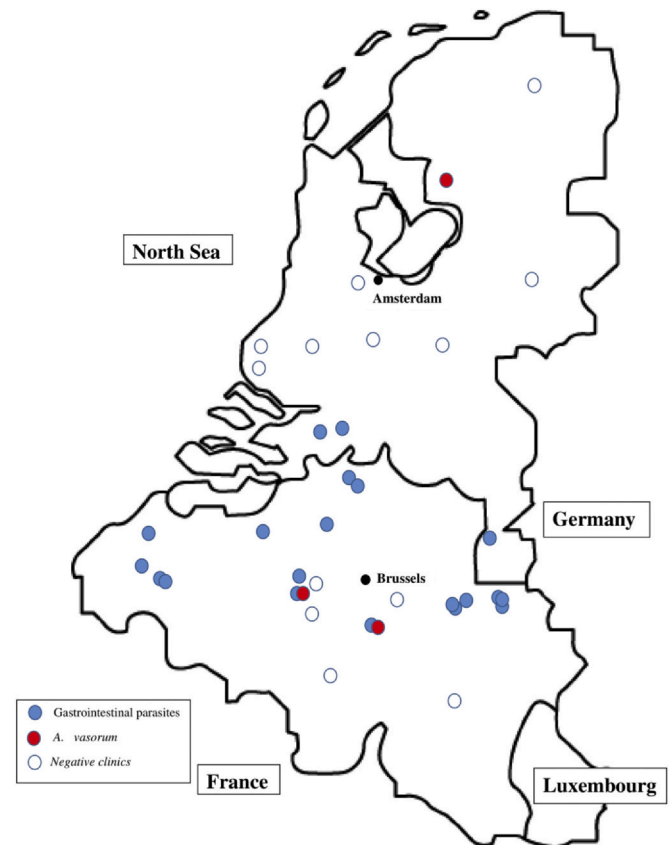 North Sea
Amsterdam
Germany
Brussels
Gastrointestinal parasites
A. vasorum
Negative clinics
France
Luxembourg